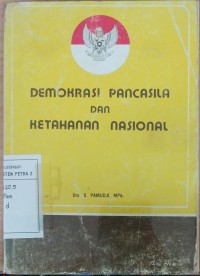 DEMOKRASI PANCASILA
DAN
KETAHANAN NASIONAL
Drs S. PAMUDJI MPA